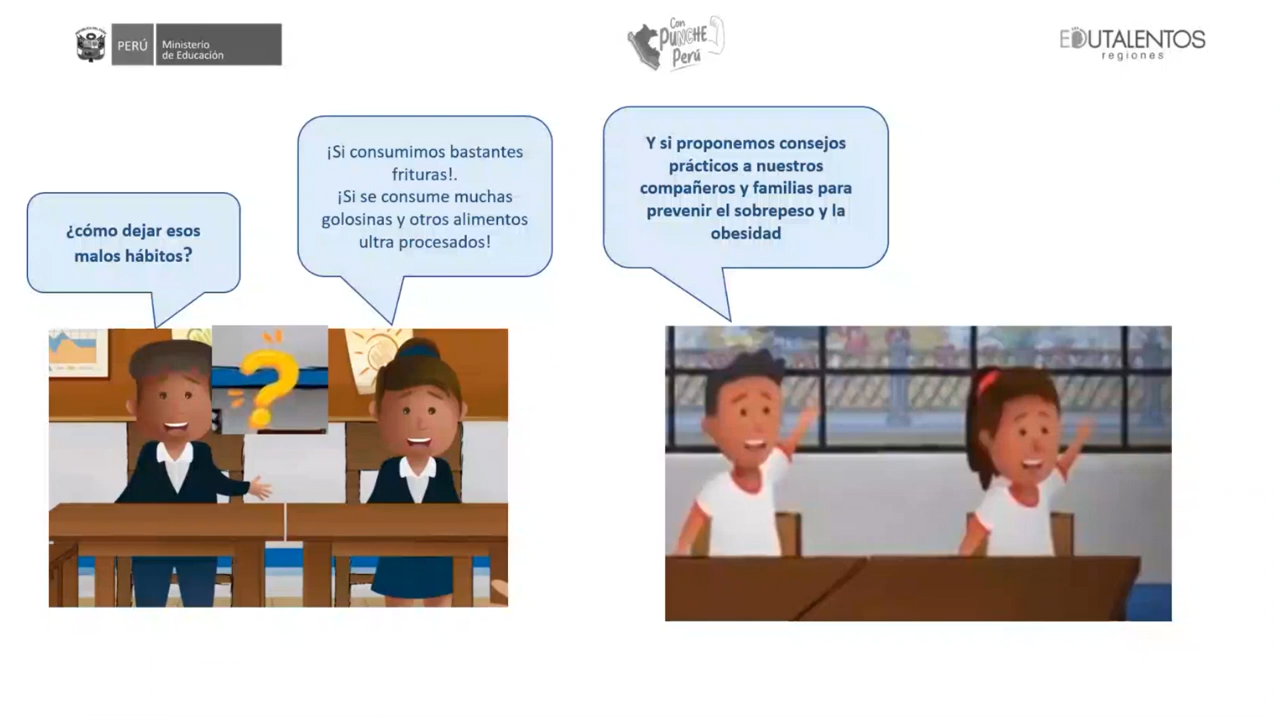 PERÚ
Ministerio
de Educación
Con
PUNCHE
Perú
EDUTALENTOS
regiones
¿cómo dejar esos
malos hábitos?
¡Si consumimos bastantes
frituras!.
¡Si se consume muchas
golosinas y otros alimentos
ultra procesados!
Y si proponemos consejos
prácticos a nuestros
compañeros y familias para
prevenir el sobrepeso y la
obesidad
?